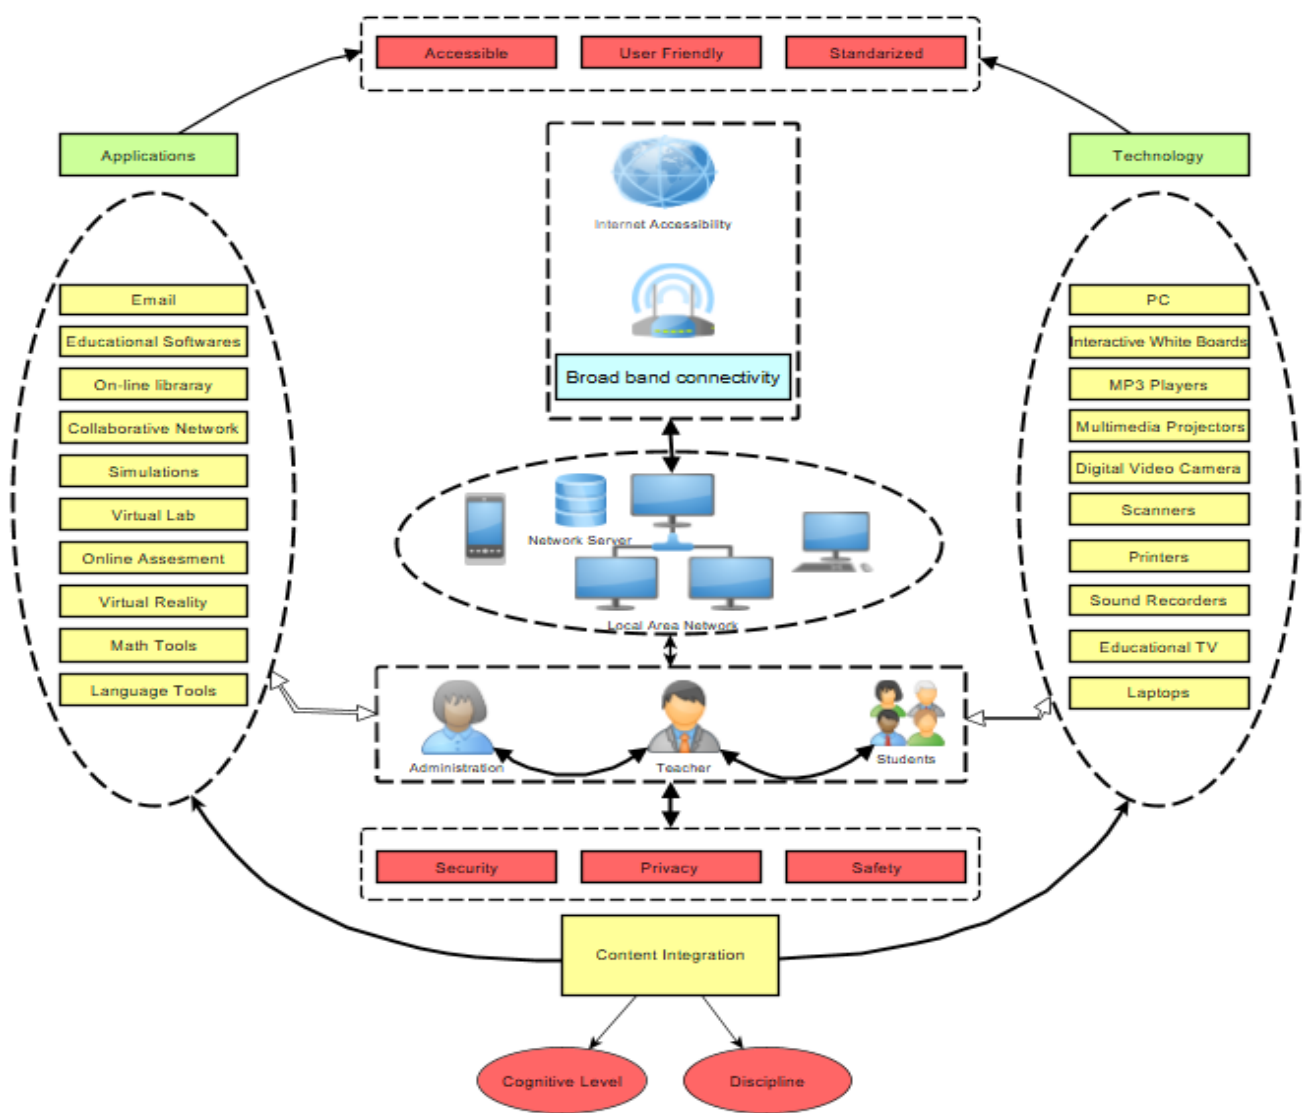 Accessible
User Friendly
Standarized
Applications
Technology
Internet Accessibility
Broad band connectivity
Email
Educational Softwares
On-line libraray
Collaborative Network
Simulations
Virtual Lab
Online Assesment
Virtual Reality
Math Tools
Language Tools
PC
Interactive White Boards
MP3 Players
Multimedia Projectors
Digital Video Camera
Scanners
Printers
Sound Recorders
Educational TV
Laptops
Network Server
Local Area Network
Administration
Teacher
Students
Security
Privacy
Safety
Content Integration
Cognitive Level
Discipline